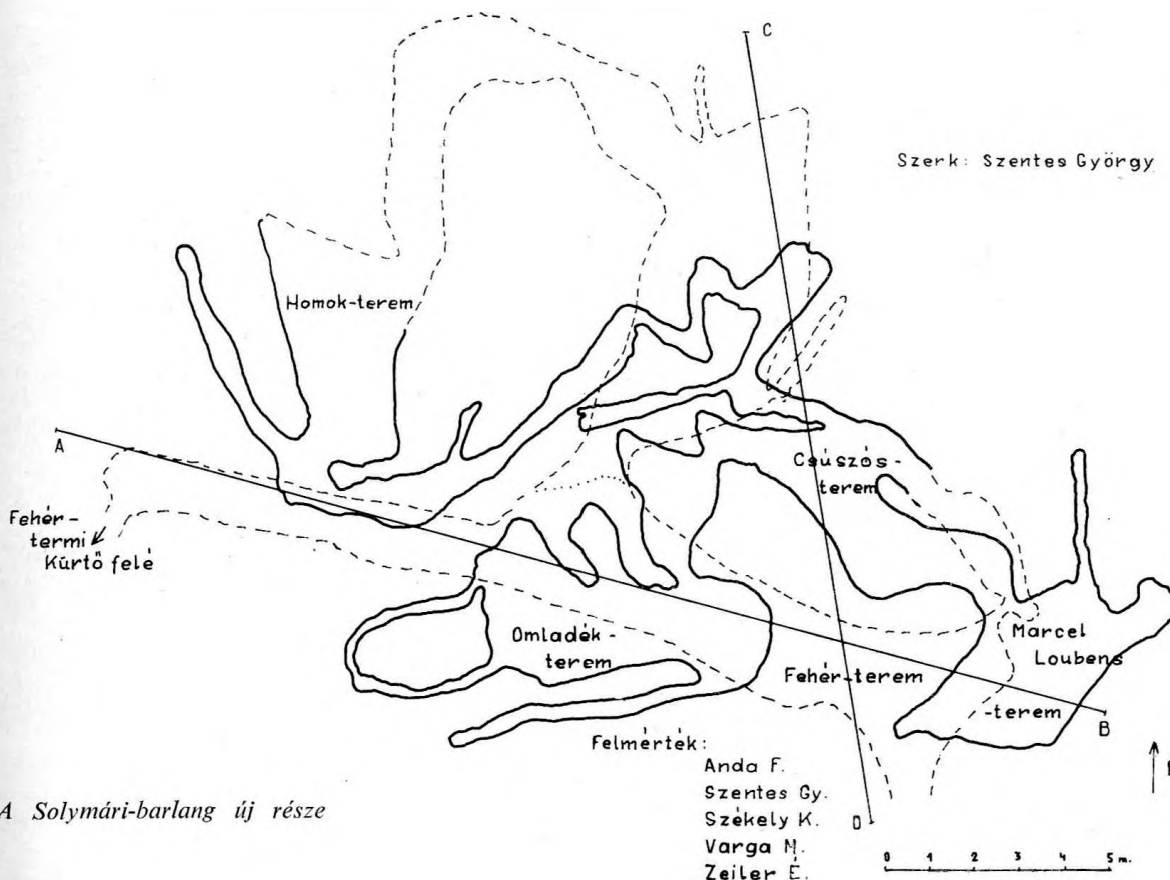 C
Szerk: Szentes György
Homok-terem
A
Fehér-
termi
Kürtő felé
Csúszós-
terem
Omladék-
terem
Fehér-terem
Marcel
Loubens
-terem
B
Felmérték:
Anda F.
Szentes Gy.
Székely K.
Varga M.
Zeiler É.
D
A Solymári-barlang új része
0 1 2 3 4 5 m.